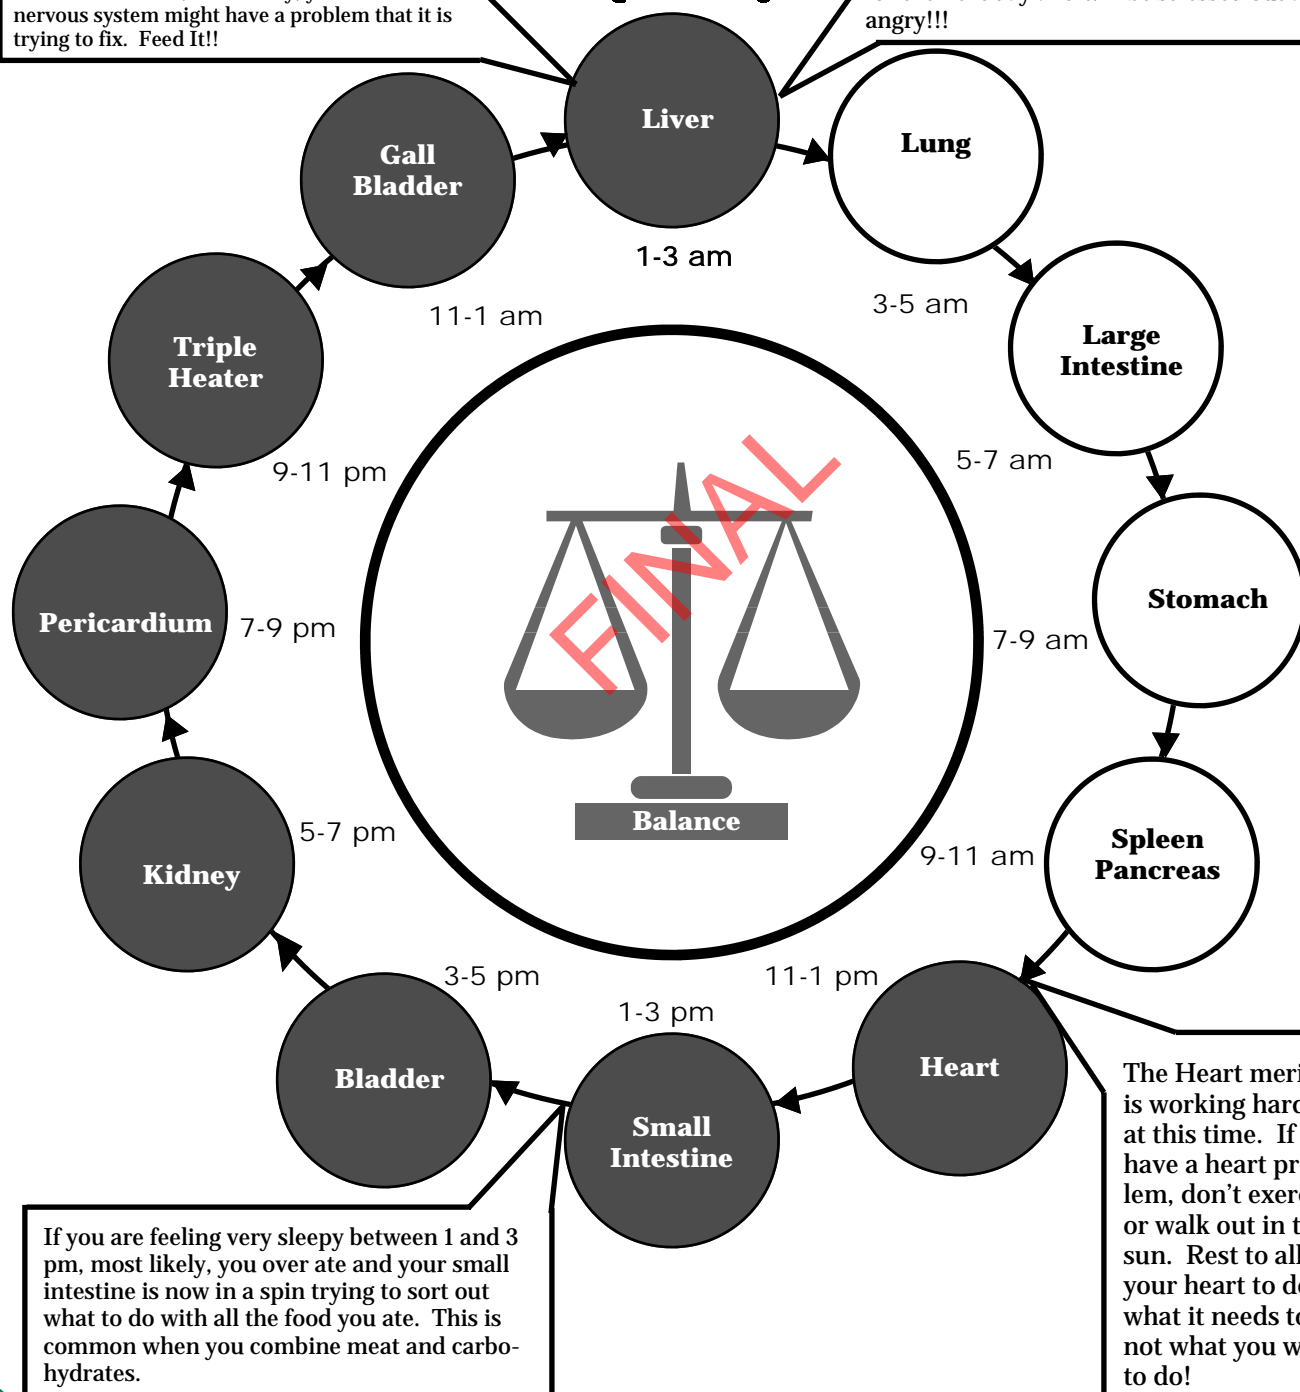 nervous system might have a problem that it is
trying to fix.  Feed It!!
angry!!!
Liver
1-3 am
Lung
3-5 am
Large
Intestine
5-7 am
Stomach
7-9 am
Spleen
Pancreas
9-11 am
Heart
11-1 pm
Small
Intestine
1-3 pm
Bladder
3-5 pm
Kidney
5-7 pm
Pericardium
7-9 pm
Triple
Heater
9-11 pm
Gall
Bladder
11-1 am
FINAL
Balance
The Heart meri
is working hard
at this time.  If
have a heart pr
lem, don't exer
or walk out in t
sun.  Rest to all
your heart to d
what it needs to
not what you w
to do!
If you are feeling very sleepy between 1 and 3
pm, most likely, you over ate and your small
intestine is now in a spin trying to sort out
what to do with all the food you ate.  This is
common when you combine meat and carbo-
hydrates.